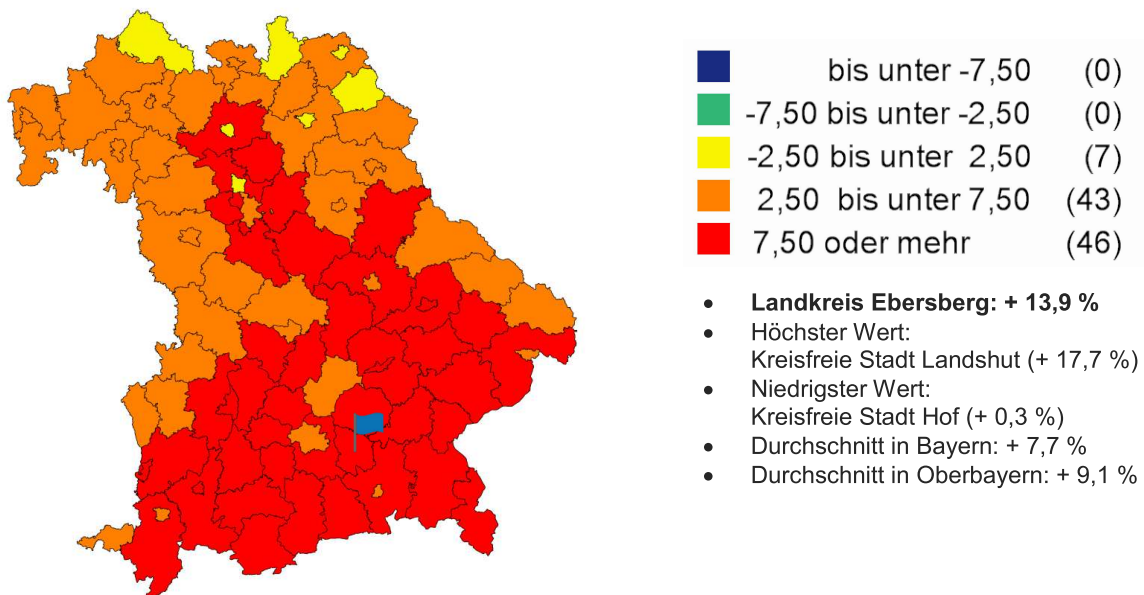 bis unter -7,50 (0)
-7,50 bis unter -2,50 (0)
-2,50 bis unter 2,50 (7)
2,50 bis unter 7,50 (43)
7,50 oder mehr (46)
• Landkreis Ebersberg: + 13,9 %
• Höchster Wert:
Kreisfreie Stadt Landshut (+ 17,7 %)
• Niedrigster Wert:
Kreisfreie Stadt Hof (+ 0,3 %)
• Durchschnitt in Bayern: + 7,7 %
• Durchschnitt in Oberbayern: + 9,1 %